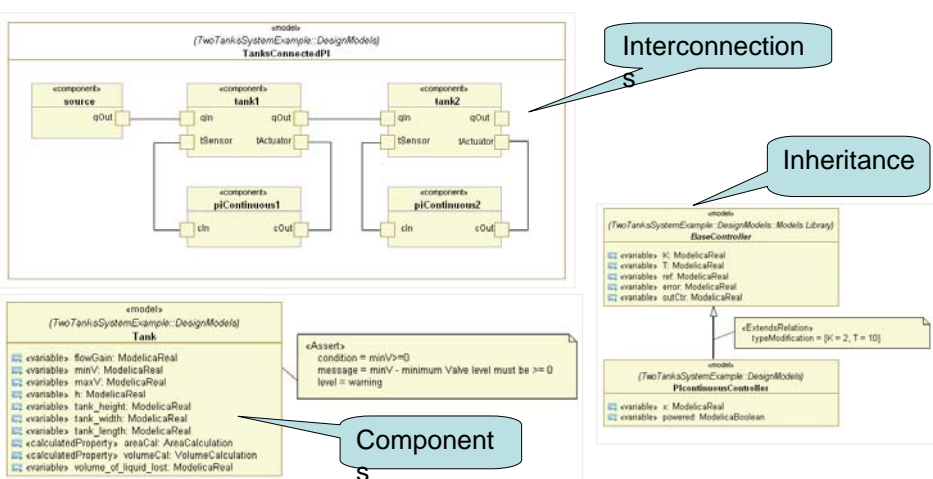 «model»
(TwoTanksSystemExample::DesignModels)
TanksConnectedPI
«component»
source
qOut
«component»
tank1
qIn qOut
tSensor tActuator
«component»
tank2
qIn qOut
tSensor tActuator
«component»
piContinuous1
cIn cOut
«component»
piContinuous2
cIn cOut
Interconnection
s
Inheritance
«model»
(TwoTanksSystemExample::DesignModels::Models Library)
BaseController
«variable» K: ModelicaReal
«variable» T: ModelicaReal
«variable» ref: ModelicaReal
«variable» error: ModelicaReal
«variable» outCtr: ModelicaReal
«ExtendsRelation»
typeModification = [K = 2, T = 10]
«model»
(TwoTanksSystemExample::DesignModels)
PIcontinuousController
«variable» x: ModelicaReal
«variable» powered: ModelicaBoolean
«model»
(TwoTanksSystemExample::DesignModels)
Tank
«variable» flowGain: ModelicaReal
«variable» minV: ModelicaReal
«variable» maxV: ModelicaReal
«variable» h: ModelicaReal
«variable» tank_height: ModelicaReal
«variable» tank_width: ModelicaReal
«variable» tank_length: ModelicaReal
«calculatedProperty» areaCal: AreaCalculation
«calculatedProperty» volumeCal: VolumeCalculation
«variable» volume_of_liquid_lost: ModelicaReal
«Assert»
condition = minV>=0
message = minV - minimum Valve level must be >= 0
level = warning
Component
s